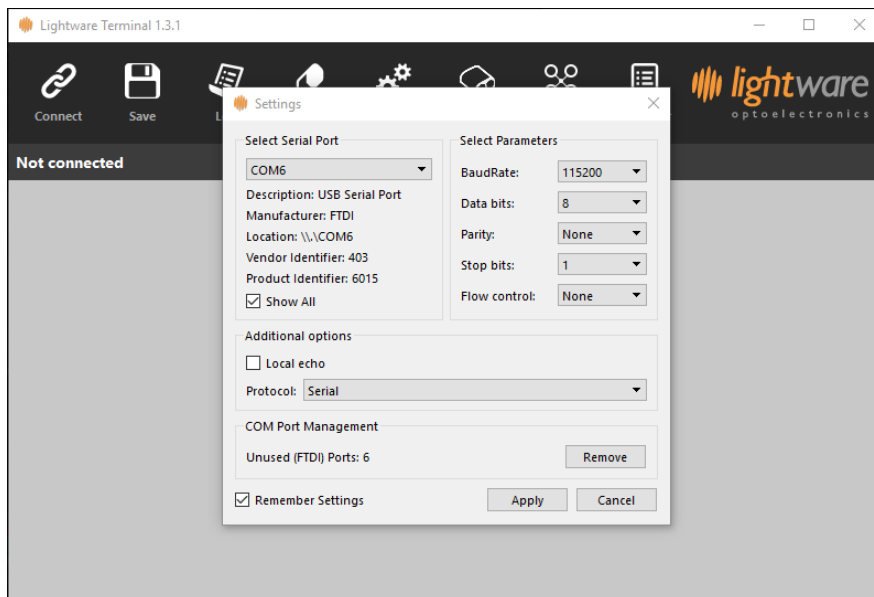 Lightware Terminal 1.3.1
Connect
Save
lightware
optoelectronics
Not connected
Settings
Select Serial Port
COM6
Description: USB Serial Port
Manufacturer: FTDI
Location: \\.\COM6
Vendor Identifier: 403
Product Identifier: 6015
Show All
Select Parameters
BaudRate: 115200
Data bits: 8
Parity: None
Stop bits: 1
Flow control: None
Additional options
Local echo
Protocol: Serial
COM Port Management
Unused (FTDI) Ports: 6
Remove
Remember Settings
Apply
Cancel